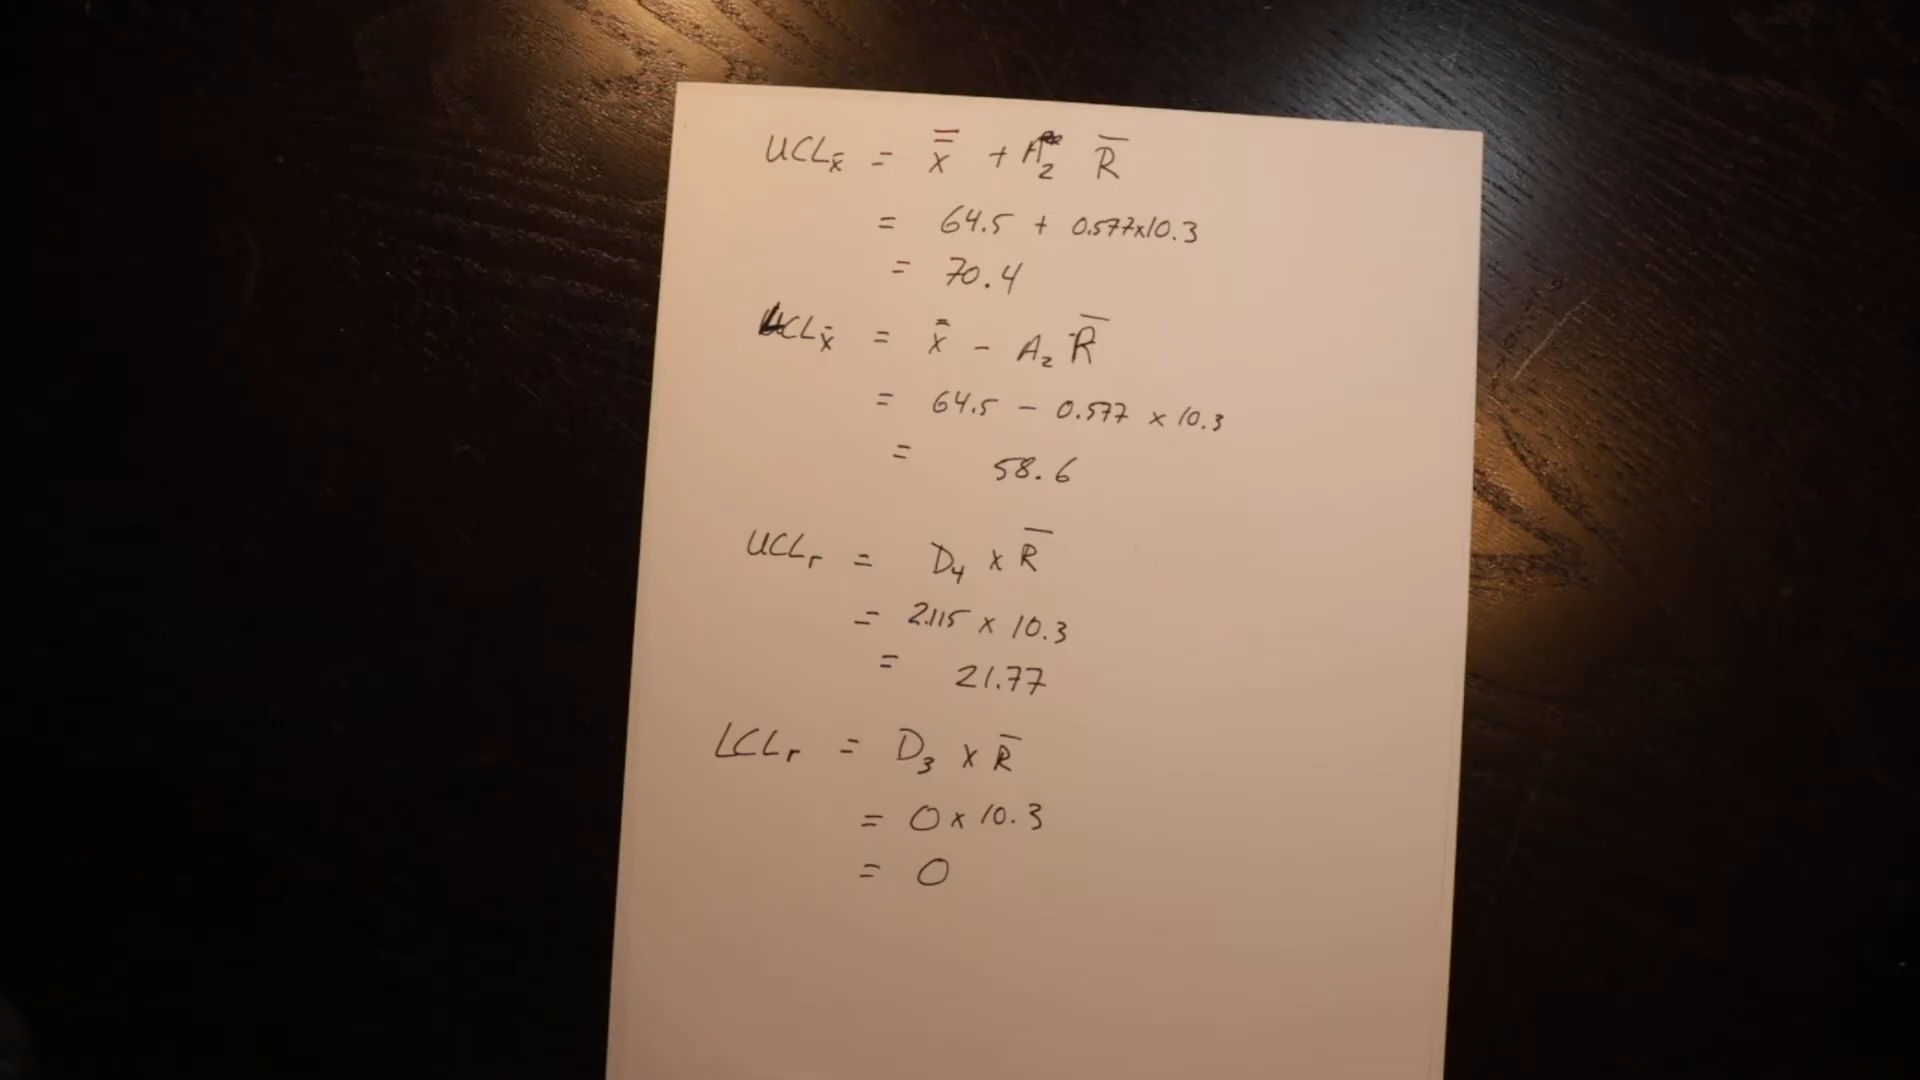 UCLx̄ = x̿ + A₂ R̄
= 64.5 + 0.577x10.3
= 70.4
LCLx̄ = x̿ - A₂ R̄
= 64.5 - 0.577 x 10.3
= 58.6
UCLr = D₄ x R̄
= 2.115 x 10.3
= 21.77
LCLr = D₃ x R̄
= 0 x 10.3
= 0